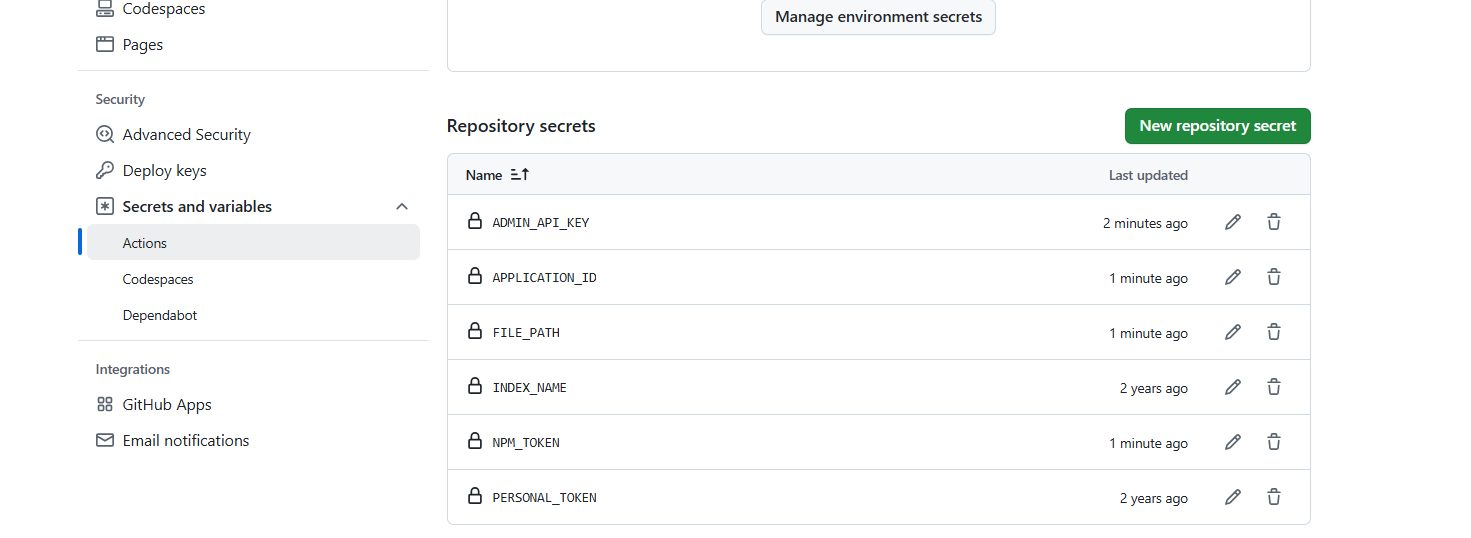 Codespaces
Pages
Security
Advanced Security
Deploy keys
Secrets and variables
Actions
Codespaces
Dependabot
Integrations
GitHub Apps
Email notifications
Manage environment secrets
Repository secrets
New repository secret
Name Last updated
ADMIN_API_KEY 2 minutes ago
APPLICATION_ID 1 minute ago
FILE_PATH 1 minute ago
INDEX_NAME 2 years ago
NPM_TOKEN 1 minute ago
PERSONAL_TOKEN 2 years ago